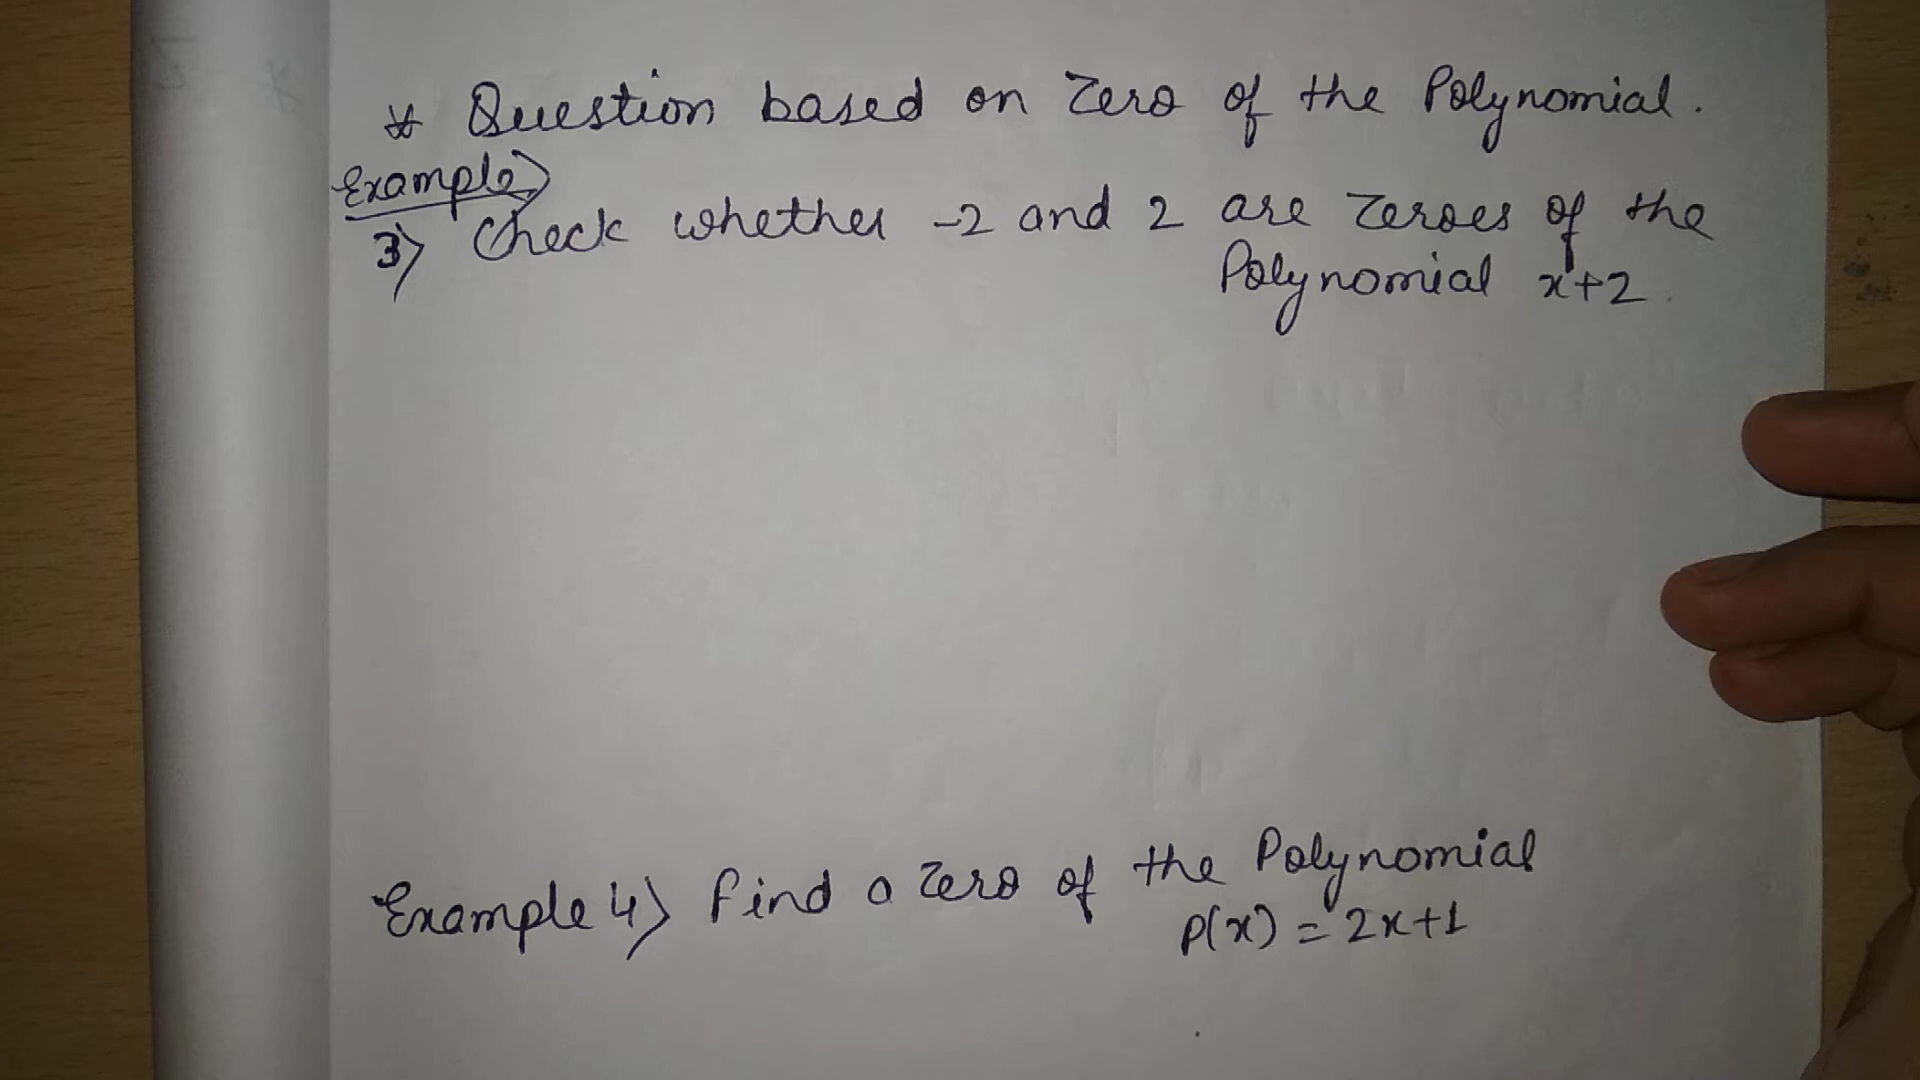 * Question based on Zero of the Polynomial.
Example
3) Check whether -2 and 2 are zeroes of the
Polynomial x+2.
Example 4) find a zero of the Polynomial
p(x) = 2x+1